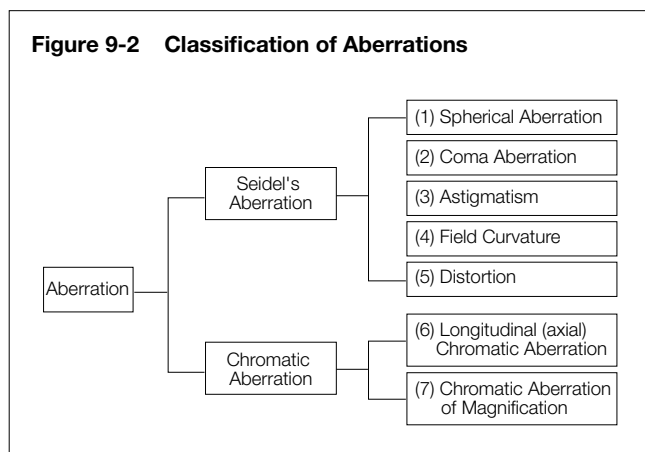 Figure 9-2 Classification of Aberrations
Aberration
Seidel's
Aberration
(1) Spherical Aberration
(2) Coma Aberration
(3) Astigmatism
(4) Field Curvature
(5) Distortion
Chromatic
Aberration
(6) Longitudinal (axial)
Chromatic Aberration
(7) Chromatic Aberration
of Magnification